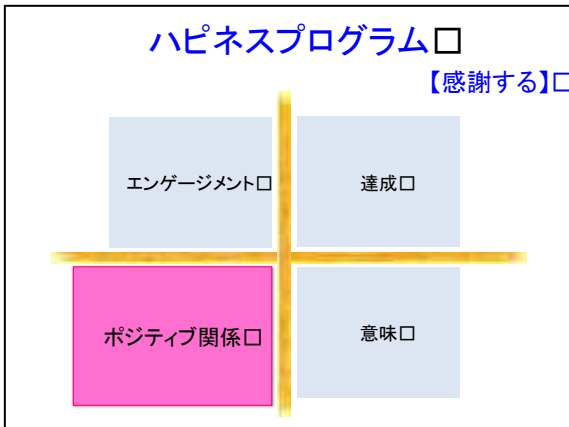 ハピネスプログラム□
【感謝する】□
エンゲージメント□
達成□
ポジティブ関係□
意味□